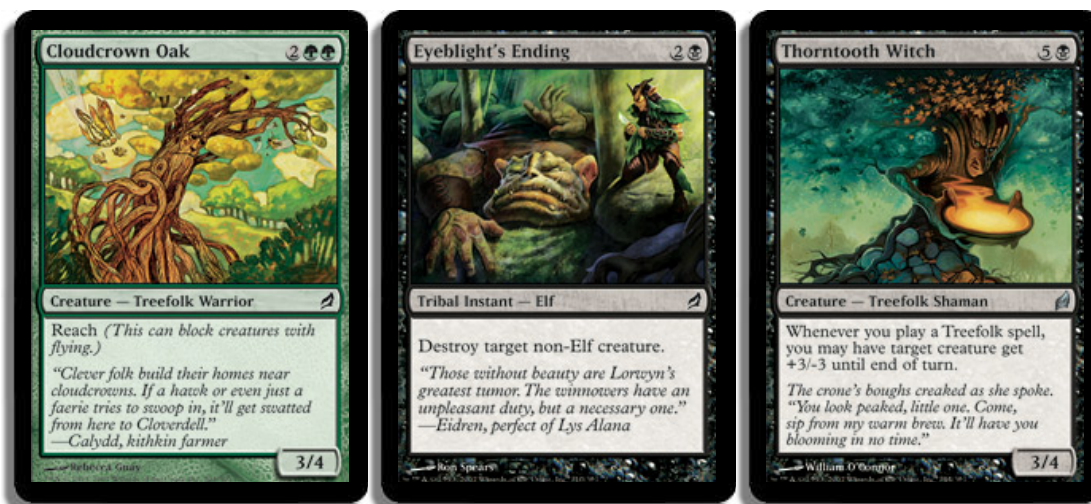 Cloudcrown Oak
2
Creature — Treefolk Warrior
Reach (This can block creatures with
flying.)
“Clever folk build their homes near
cloudcrowns. If a hawk or even just a
faerie tries to swoop in, it’ll get swatted
from here to Cloverdell.”
—Calydd, kithkin farmer
Rebecca Guay
3/4
Eyeblight’s Ending
2
Tribal Instant — Elf
Destroy target non-Elf creature.
“Those without beauty are Lorwyn’s
greatest tumor. The winnowers have an
unpleasant duty, but a necessary one.”
—Eidren, perfect of Lys Alana
Ron Spears
Thorntooth Witch
5
Creature — Treefolk Shaman
Whenever you play a Treefolk spell,
you may have target creature get
+3/-3 until end of turn.
The crone’s boughs creaked as she spoke.
“You look peaked, little one. Come,
sip from my warm brew. It’ll have you
blooming in no time.”
William O’Connor
3/4